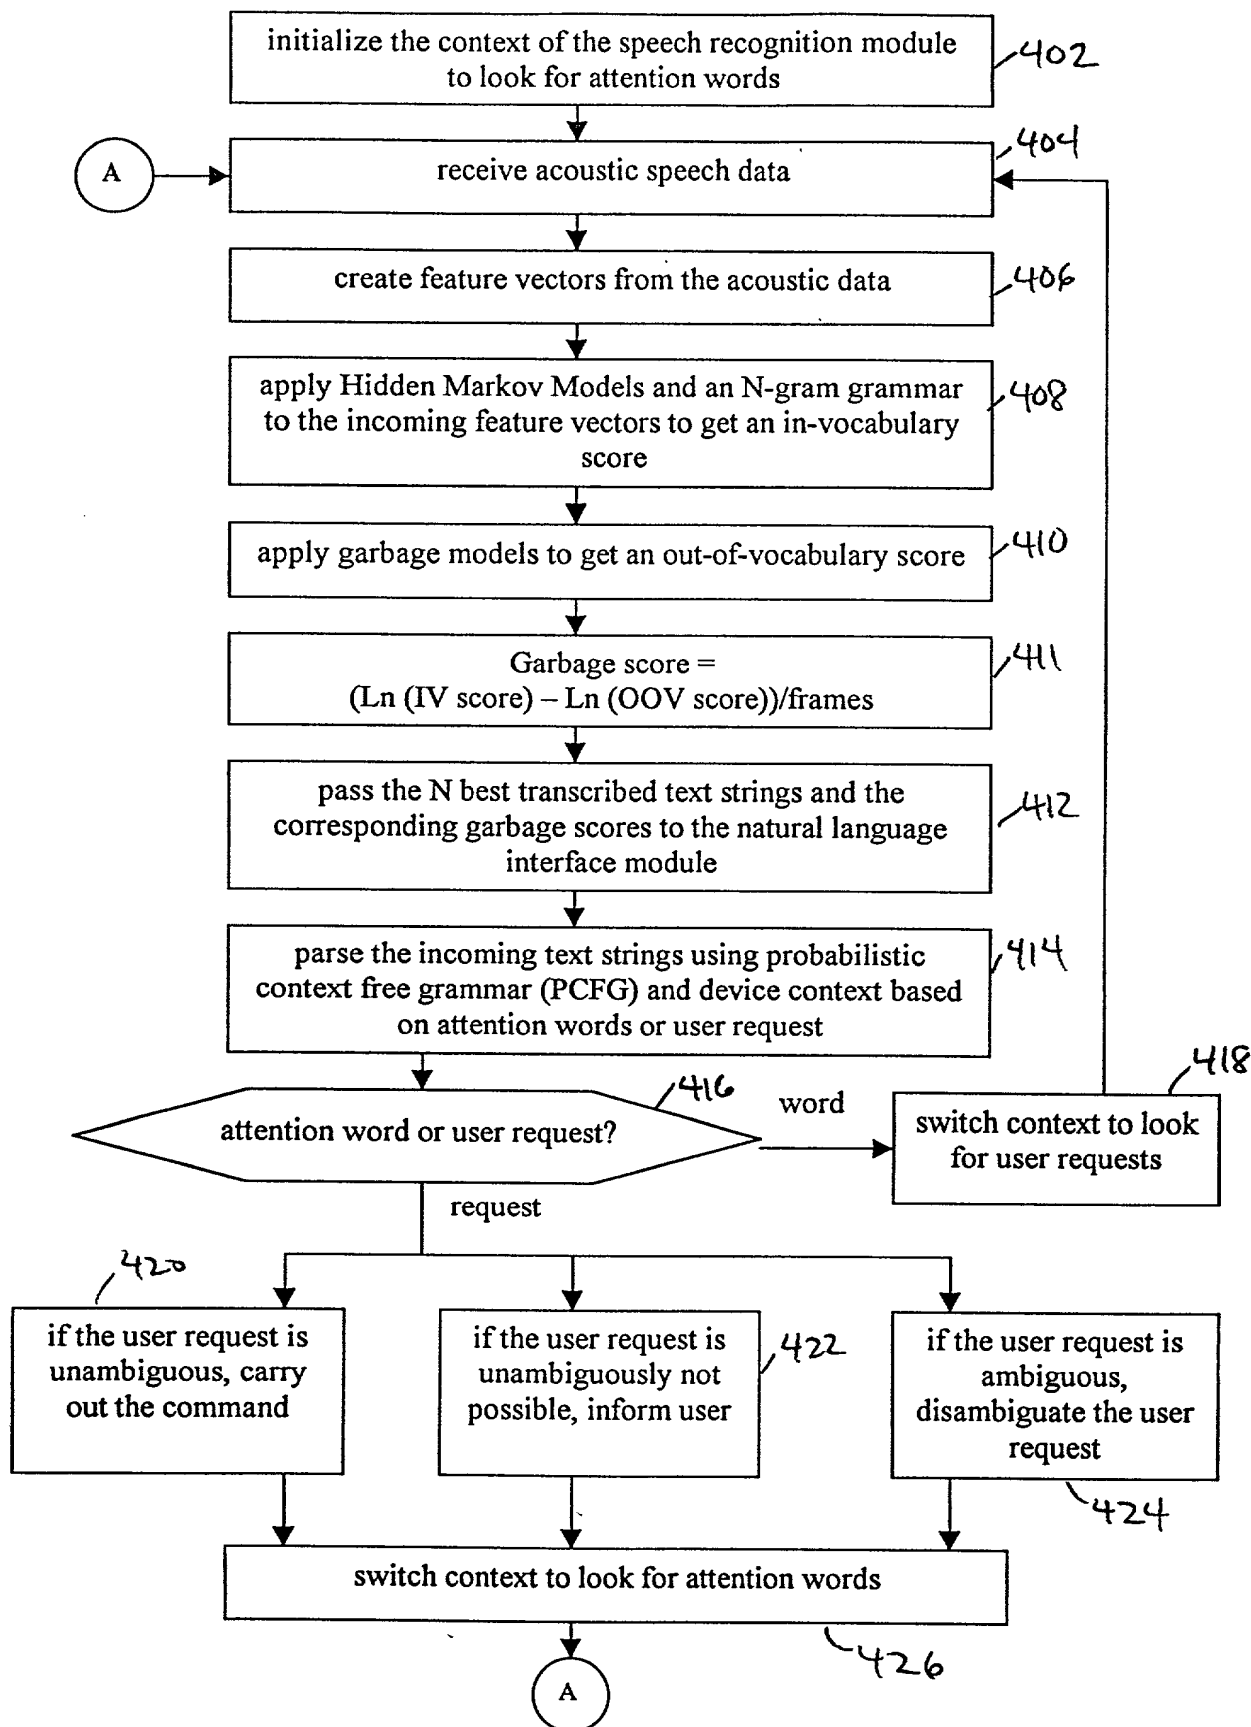 initialize the context of the speech recognition module
to look for attention words
402
404
A
receive acoustic speech data
create feature vectors from the acoustic data
406
apply Hidden Markov Models and an N-gram grammar
to the incoming feature vectors to get an in-vocabulary
score
408
apply garbage models to get an out-of-vocabulary score
410
Garbage score =
(Ln (IV score) – Ln (OOV score))/frames
411
pass the N best transcribed text strings and the
corresponding garbage scores to the natural language
interface module
412
parse the incoming text strings using probabilistic
context free grammar (PCFG) and device context based
on attention words or user request
414
416
attention word or user request?
word
418
switch context to look
for user requests
request
420
if the user request is
unambiguous, carry
out the command
if the user request is
unambiguously not
possible, inform user
422
if the user request is
ambiguous,
disambiguate the user
request
424
switch context to look for attention words
426
A